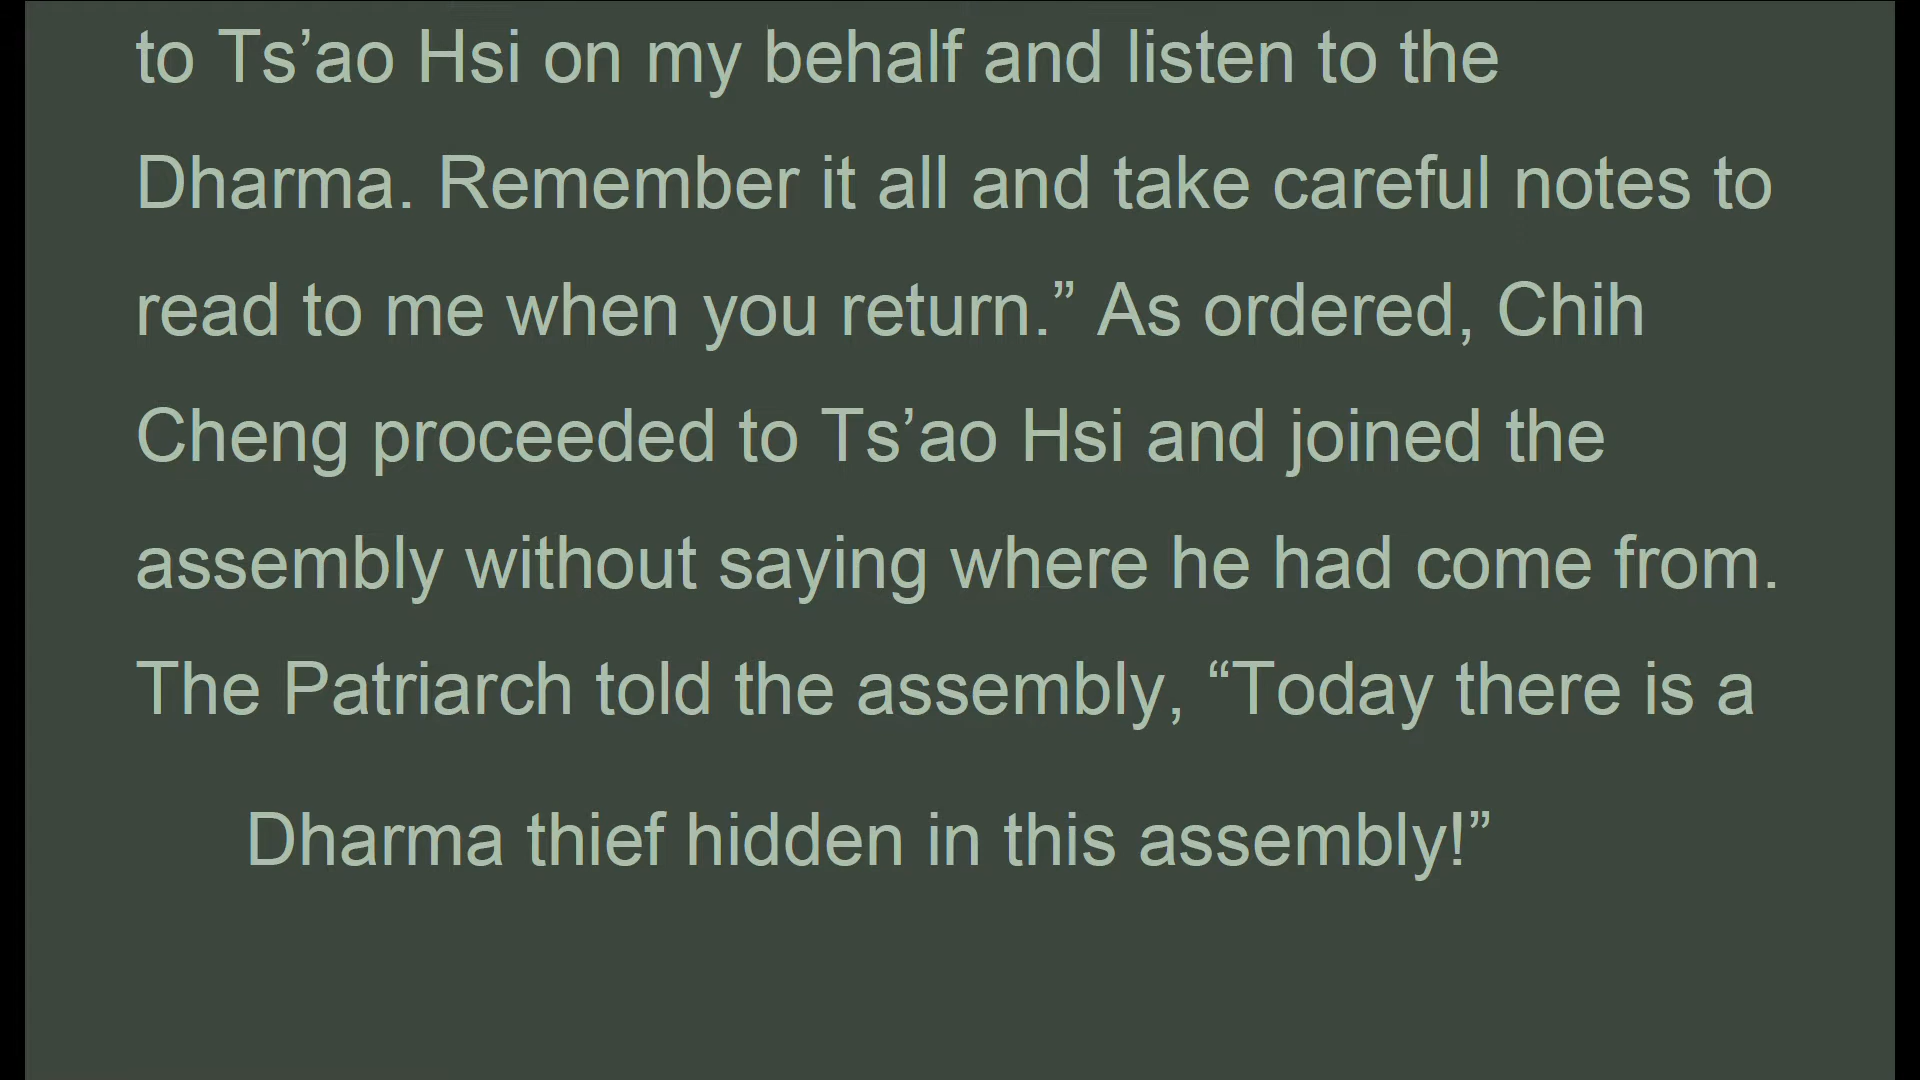 to Ts’ao Hsi on my behalf and listen to the
Dharma. Remember it all and take careful notes to
read to me when you return.” As ordered, Chih
Cheng proceeded to Ts’ao Hsi and joined the
assembly without saying where he had come from.
The Patriarch told the assembly, “Today there is a
Dharma thief hidden in this assembly!”